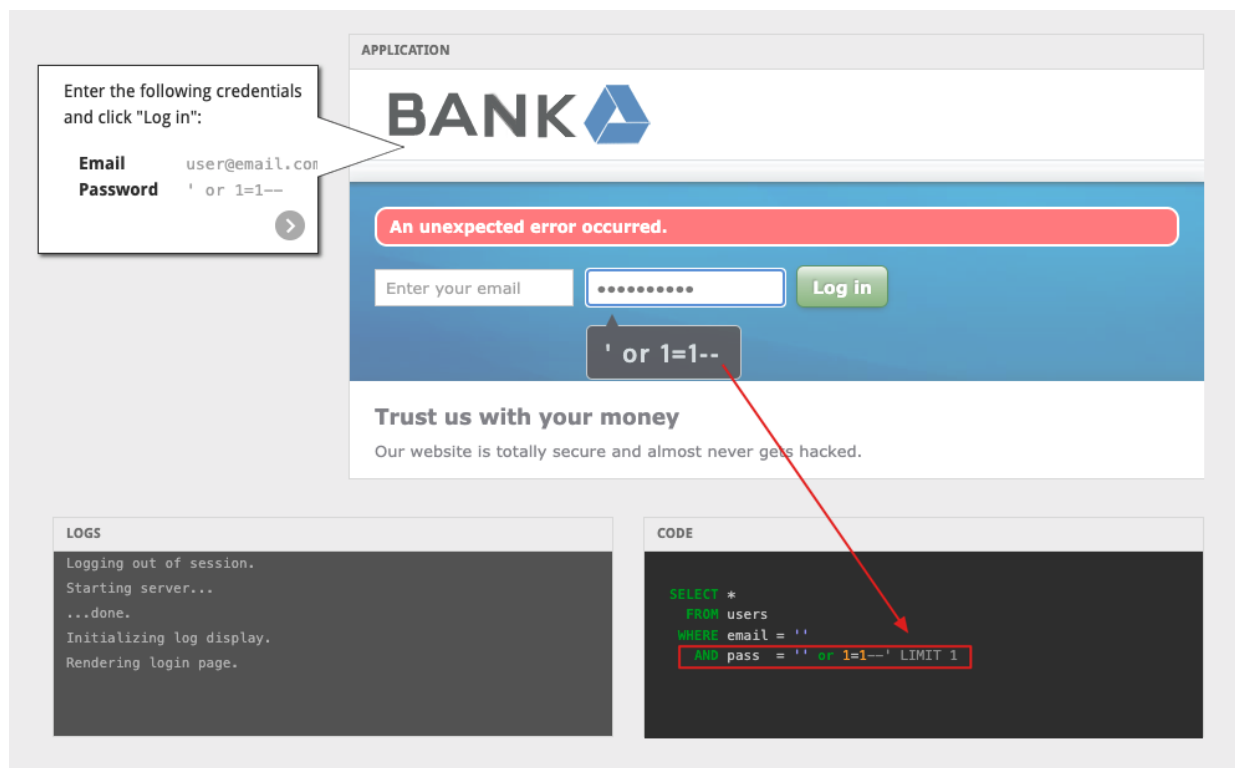 APPLICATION
Enter the following credentials
and click "Log in":
Email user@email.com
Password ' or 1=1--
BANK
An unexpected error occurred.
Enter your email •••••••••• Log in
' or 1=1--
Trust us with your money
Our website is totally secure and almost never gets hacked.
LOGS
Logging out of session.
Starting server...
...done.
Initializing log display.
Rendering login page.
CODE
SELECT *
FROM users
WHERE email = ''
AND pass = '' or 1=1--' LIMIT 1